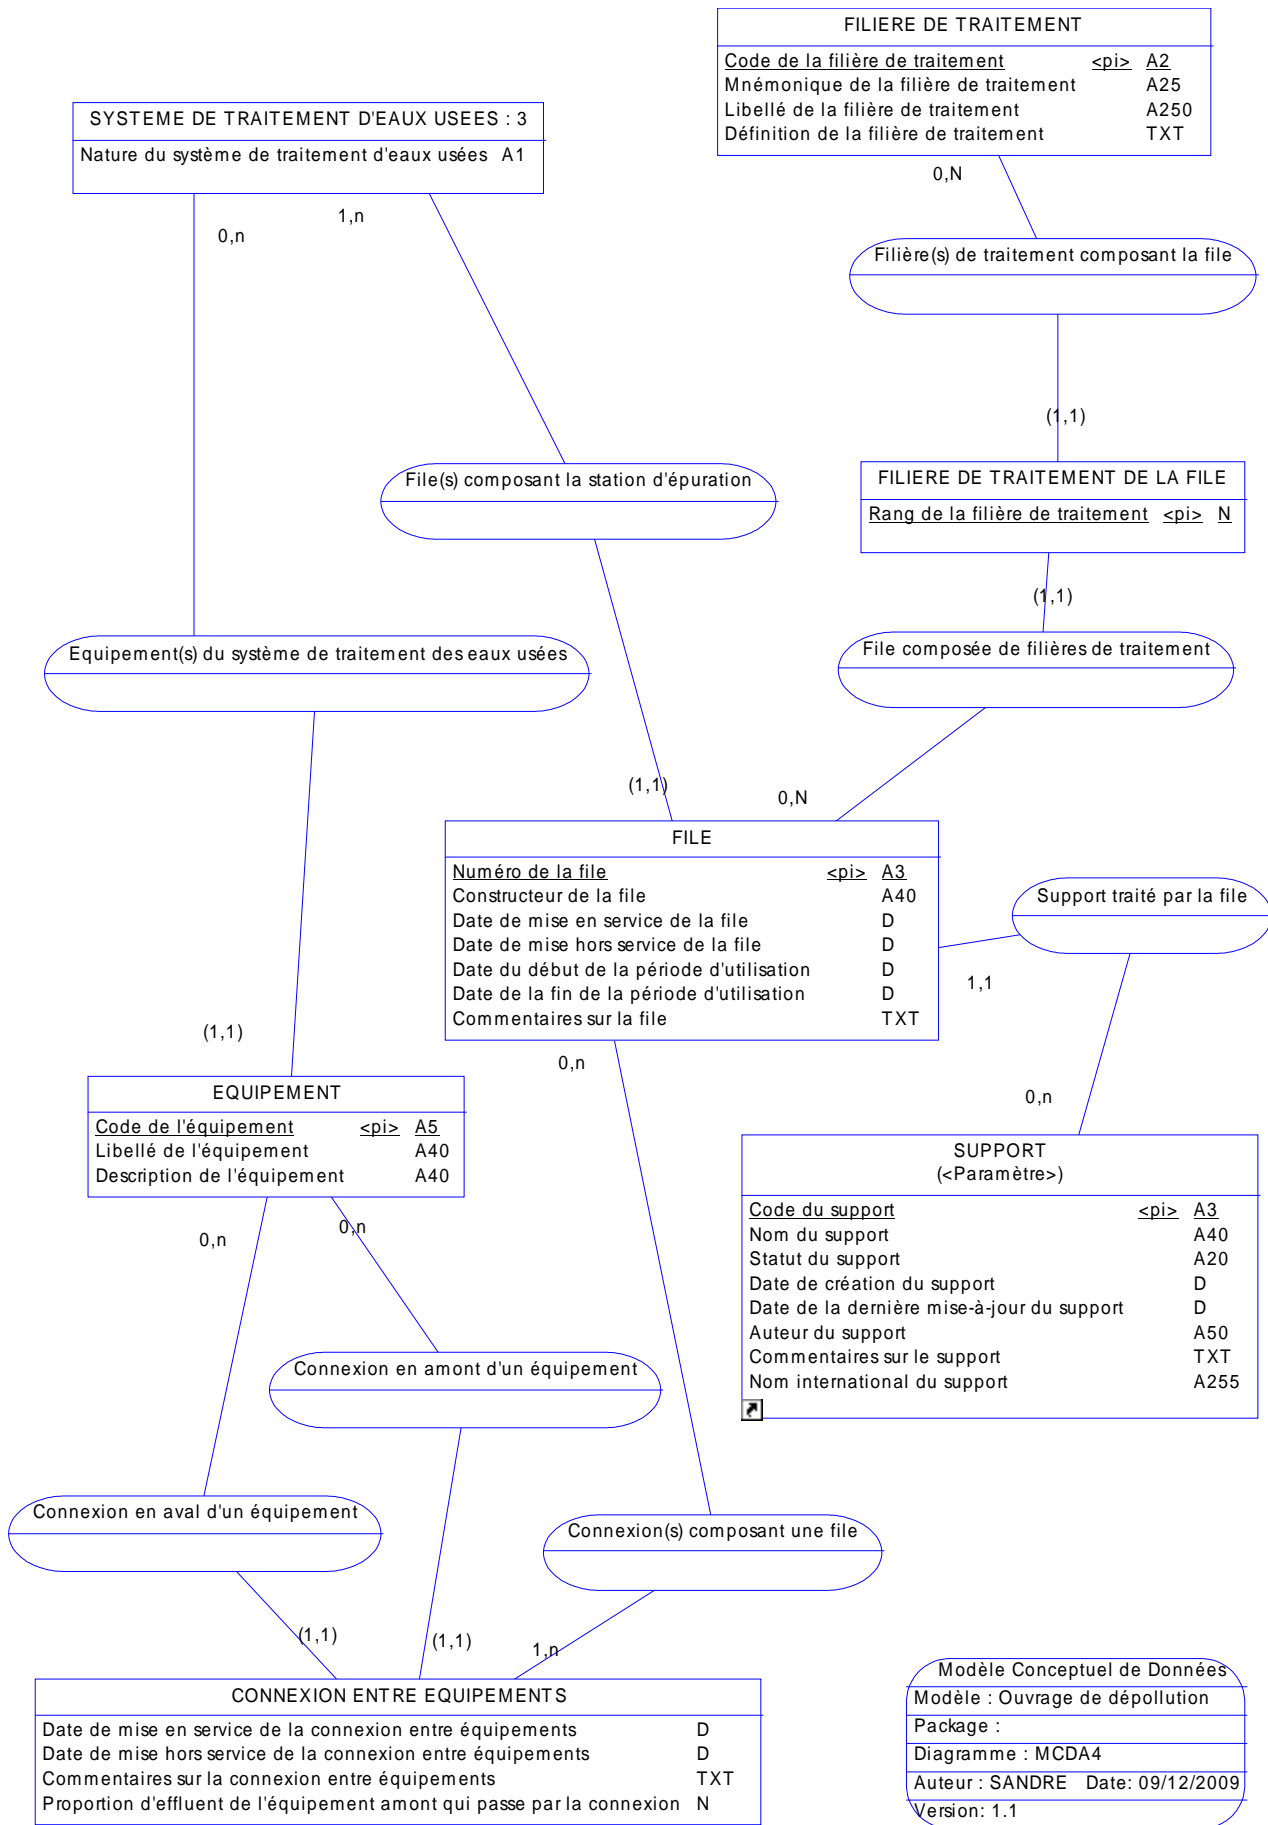 FILIERE DE TRAITEMENT
Code de la filière de traitement <pi> A2
Mnémonique de la filière de traitement A25
Libellé de la filière de traitement A250
Définition de la filière de traitement TXT
SYSTEME DE TRAITEMENT D'EAUX USEES : 3
Nature du système de traitement d'eaux usées A1
0,N
1,n
0,n
Filière(s) de traitement composant la file
(1,1)
File(s) composant la station d'épuration
FILIERE DE TRAITEMENT DE LA FILE
Rang de la filière de traitement <pi> N
(1,1)
Equipement(s) du système de traitement des eaux usées
File composée de filières de traitement
(1,1)
0,N
FILE
Numéro de la file <pi> A3
Constructeur de la file A40
Date de mise en service de la file D
Date de mise hors service de la file D
Date du début de la période d'utilisation D
Date de la fin de la période d'utilisation D
Commentaires sur la file TXT
Support traité par la file
1,1
(1,1)
0,n
0,n
EQUIPEMENT
Code de l'équipement <pi> A5
Libellé de l'équipement A40
Description de l'équipement A40
SUPPORT
(<Paramètre>)
Code du support <pi> A3
Nom du support A40
Statut du support A20
Date de création du support D
Date de la dernière mise-à-jour du support D
Auteur du support A50
Commentaires sur le support TXT
Nom international du support A255
0,n
0,n
Connexion en amont d'un équipement
Connexion en aval d'un équipement
Connexion(s) composant une file
(1,1)
(1,1)
1,n
CONNEXION ENTRE EQUIPEMENTS
Date de mise en service de la connexion entre équipements D
Date de mise hors service de la connexion entre équipements D
Commentaires sur la connexion entre équipements TXT
Proportion d'effluent de l'équipement amont qui passe par la connexion N
Modèle Conceptuel de Données
Modèle : Ouvrage de dépollution
Package :
Diagramme : MCDA4
Auteur : SANDRE Date: 09/12/2009
Version: 1.1